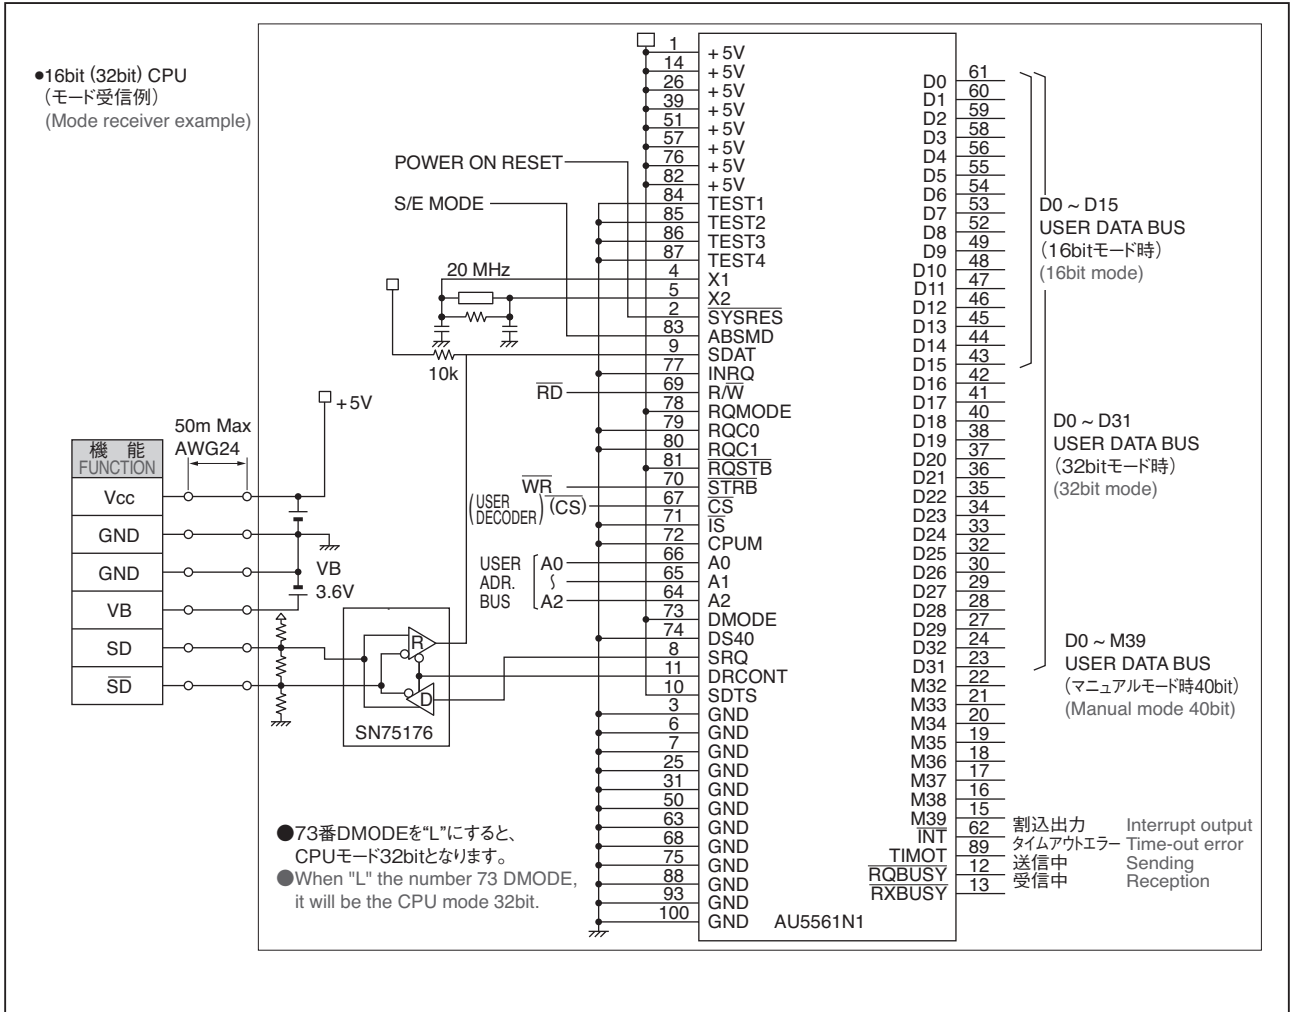 ●16bit (32bit) CPU
（モード受信例）
(Mode receiver example)
機 能
FUNCTION
Vcc
GND
GND
VB
SD
S̅D̅
50m Max
AWG24
+5V
VB
3.6V
SN75176
POWER ON RESET
S/E MODE
20 MHz
10k
R̅D̅
W̅R̅
(USER DECODER) (C̅S̅)
USER ADR. BUS
A0
~
A2
R
D
1 +5V
14 +5V
26 +5V
39 +5V
51 +5V
57 +5V
76 +5V
82 +5V
84 TEST1
85 TEST2
86 TEST3
87 TEST4
4 X1
5 X2
2 S̅Y̅S̅R̅E̅S̅
83 ABSMD
9 SDAT
77 INRQ
69 R/W̅
78 RQMODE
79 RQC0
80 RQC1
81 R̅Q̅S̅T̅B̅
70 S̅T̅R̅B̅
67 C̅S̅
71 I̅S̅
72 CPUM
66 A0
65 A1
64 A2
73 DMODE
74 DS40
8 SRQ
11 DRCONT
10 SDTS
3 GND
6 GND
7 GND
25 GND
31 GND
50 GND
63 GND
68 GND
75 GND
88 GND
93 GND
100 GND
AU5561N1
D0 61
D1 60
D2 59
D3 58
D4 56
D5 55
D6 54
D7 53
D8 52
D9 49
D10 48
D11 47
D12 46
D13 45
D14 44
D15 43
D16 42
D17 41
D18 40
D19 38
D20 37
D21 36
D22 35
D23 34
D24 33
D25 32
D26 30
D27 29
D28 28
D29 27
D32 24
D31 23
M32 22
M33 21
M34 20
M35 19
M36 18
M37 17
M38 16
M39 15
I̅N̅T̅ 62 割込出力 Interrupt output
TIMOT 89 タイムアウトエラー Time-out error
R̅Q̅B̅U̅S̅Y̅ 12 送信中 Sending
R̅X̅B̅U̅S̅Y̅ 13 受信中 Reception
D0 ~ D15
USER DATA BUS
（16bitモード時）
(16bit mode)
D0 ~ D31
USER DATA BUS
（32bitモード時）
(32bit mode)
D0 ~ M39
USER DATA BUS
（マニュアルモード時40bit）
(Manual mode 40bit)
●73番DMODEを“L”にすると、
CPUモード32bitとなります。
●When "L" the number 73 DMODE,
it will be the CPU mode 32bit.